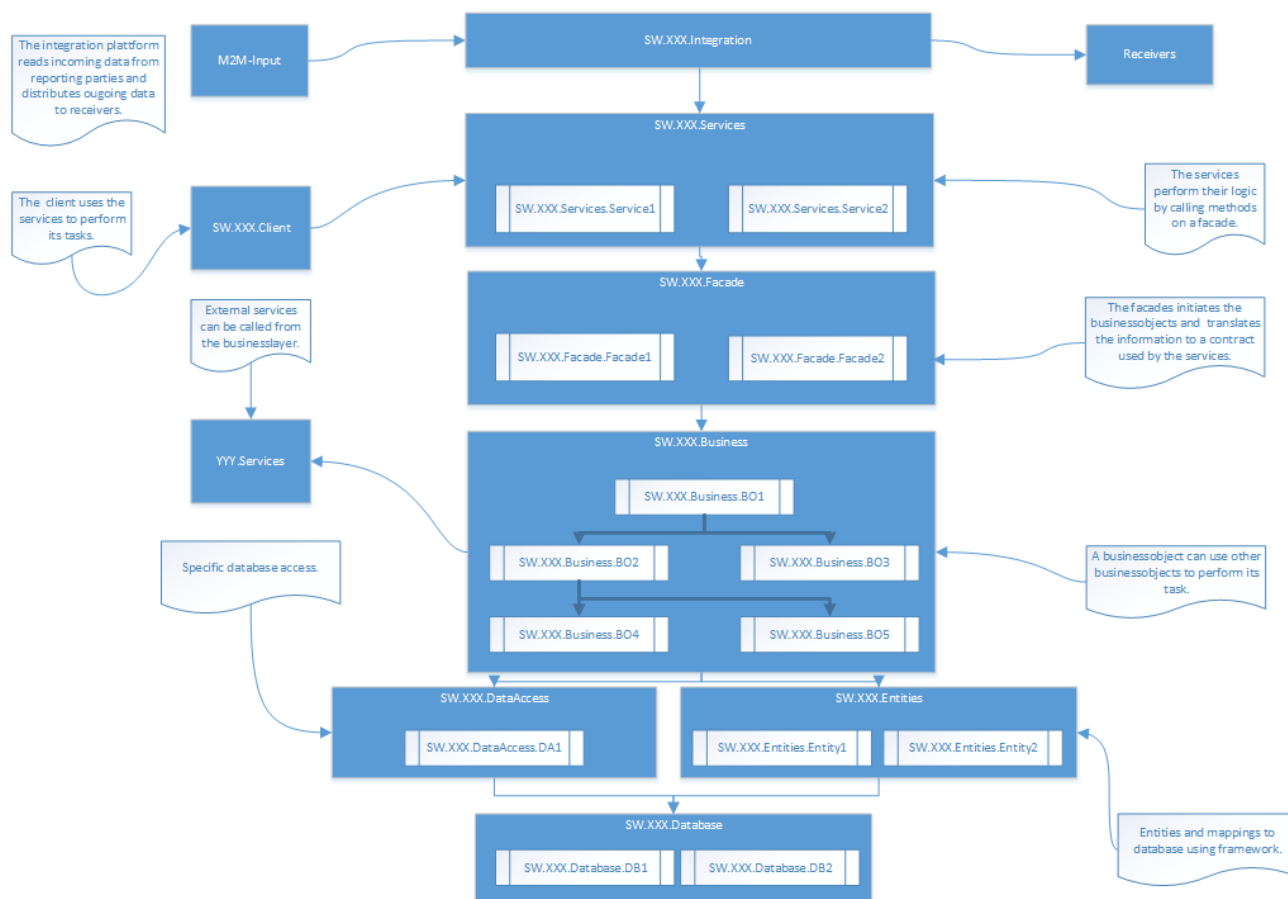 SW.XXX.Integration
M2M-Input
Receivers
The integration plattform
reads incoming data from
reporting parties and
distributes ougoing data
to receivers.
SW.XXX.Services
SW.XXX.Services.Service1
SW.XXX.Services.Service2
The services
perform their logic
by calling methods
on a facade.
The client uses the
services to perform
its tasks.
SW.XXX.Client
SW.XXX.Facade
SW.XXX.Facade.Facade1
SW.XXX.Facade.Facade2
External services
can be called from
the businesslayer.
The facades initiates the
businessobjects and translates
the information to a contract
used by the services.
YYY.Services
SW.XXX.Business
SW.XXX.Business.BO1
SW.XXX.Business.BO2
SW.XXX.Business.BO3
SW.XXX.Business.BO4
SW.XXX.Business.BO5
Specific database access.
A businessobject can use other
businessobjects to perform its
task.
SW.XXX.DataAccess
SW.XXX.DataAccess.DA1
SW.XXX.Entities
SW.XXX.Entities.Entity1
SW.XXX.Entities.Entity2
SW.XXX.Database
SW.XXX.Database.DB1
SW.XXX.Database.DB2
Entities and mappings to
database using framework.